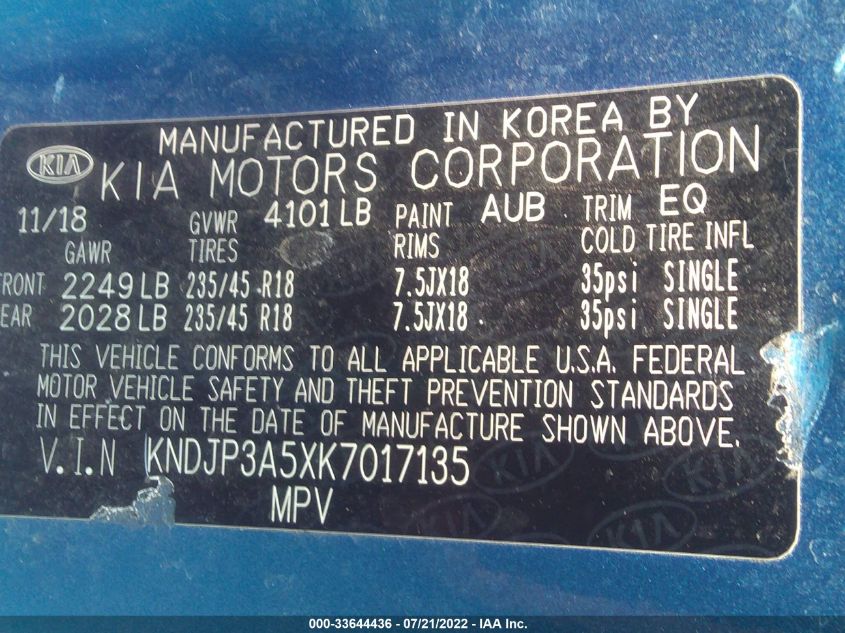 MANUFACTURED IN KOREA BY
KIA KIA MOTORS CORPORATION
11/18 GVWR 4101 LB PAINT AUB TRIM EQ
GAWR TIRES RIMS COLD TIRE INFL
RONT 2249 LB 235/45 R18 7.5JX18 35psi SINGLE
EAR 2028 LB 235/45 R18 7.5JX18 35psi SINGLE
THIS VEHICLE CONFORMS TO ALL APPLICABLE U.S.A. FEDERAL
MOTOR VEHICLE SAFETY AND THEFT PREVENTION STANDARDS
IN EFFECT ON THE DATE OF MANUFACTURE SHOWN ABOVE.
V.I.N KNDJP3A5XK7017135
MPV
000-33644436 - 07/21/2022 - IAA Inc.